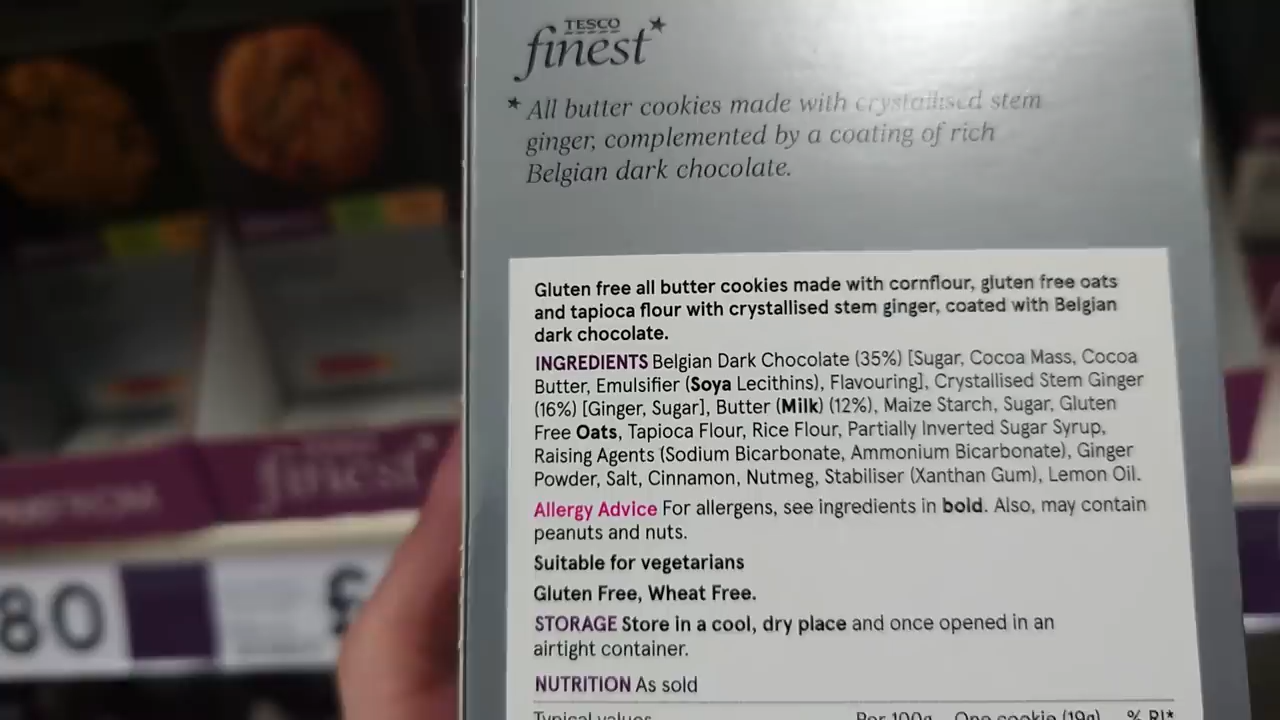 TESCO
finest*
* All butter cookies made with crystallised stem
ginger, complemented by a coating of rich
Belgian dark chocolate.
Gluten free all butter cookies made with cornflour, gluten free oats
and tapioca flour with crystallised stem ginger, coated with Belgian
dark chocolate.
INGREDIENTS Belgian Dark Chocolate (35%) [Sugar, Cocoa Mass, Cocoa
Butter, Emulsifier (Soya Lecithins), Flavouring], Crystallised Stem Ginger
(16%) [Ginger, Sugar], Butter (Milk) (12%), Maize Starch, Sugar, Gluten
Free Oats, Tapioca Flour, Rice Flour, Partially Inverted Sugar Syrup,
Raising Agents (Sodium Bicarbonate, Ammonium Bicarbonate), Ginger
Powder, Salt, Cinnamon, Nutmeg, Stabiliser (Xanthan Gum), Lemon Oil.
Allergy Advice For allergens, see ingredients in bold. Also, may contain
peanuts and nuts.
Suitable for vegetarians
Gluten Free, Wheat Free.
STORAGE Store in a cool, dry place and once opened in an
airtight container.
NUTRITION As sold
Typical values Per 100g One cookie (19g) % RI*
finest*
80 £